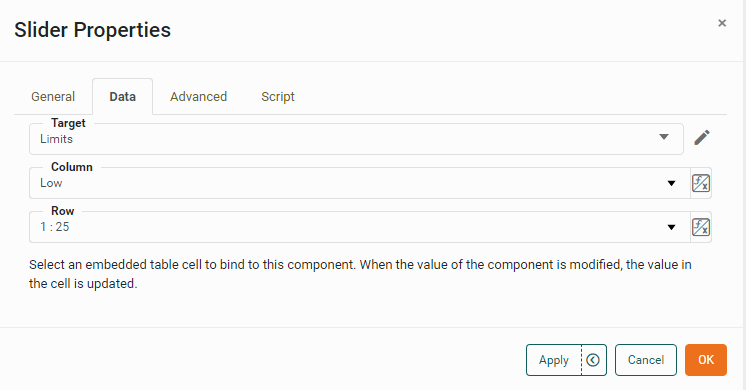 Slider Properties
×
General Data Advanced Script
Target
Limits
Column
Low
Row
1 : 25
Select an embedded table cell to bind to this component. When the value of the component is modified, the value in
the cell is updated.
Apply Cancel OK